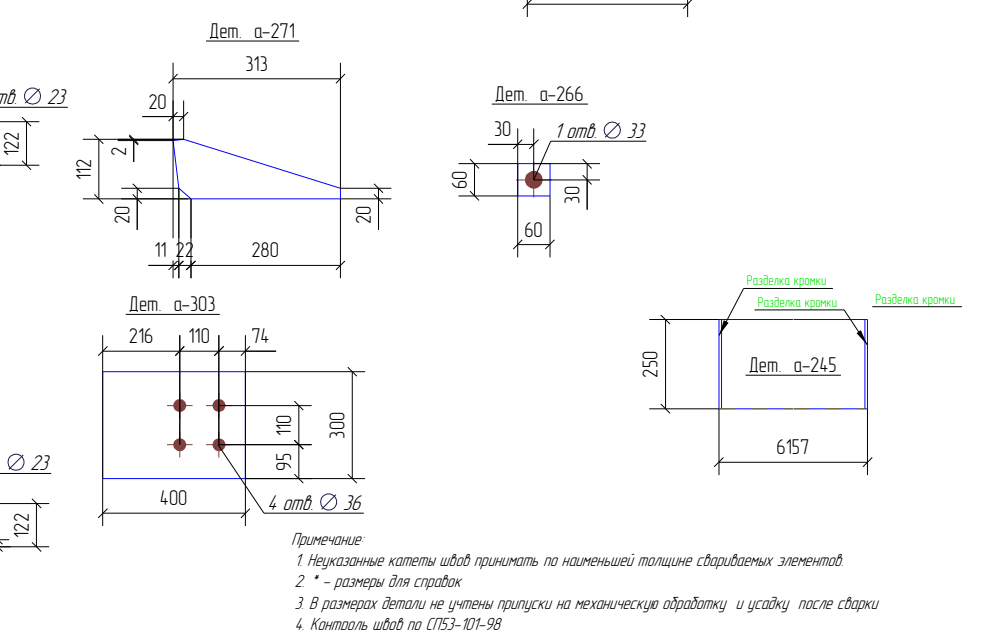 Дет. а-271
313
тв. ∅ 23
20
122
2
112
20
20
11 22 280
Дет. а-266
30
1 отв. ∅ 33
60
30
60
Дет. а-303
216 110 74
110
300
95
400
4 отв. ∅ 36
∅ 23
122
Разделка кромки
Разделка кромки
Разделка кромки
250
Дет. а-245
6157
Примечание:
1. Неуказанные катеты швов принимать по наименьшей толщине свариваемых элементов.
2. * - размеры для справок
3. В размерах детали не учтены припуски на механическую обработку и усадку после сварки
4. Контроль швов по СП53-101-98